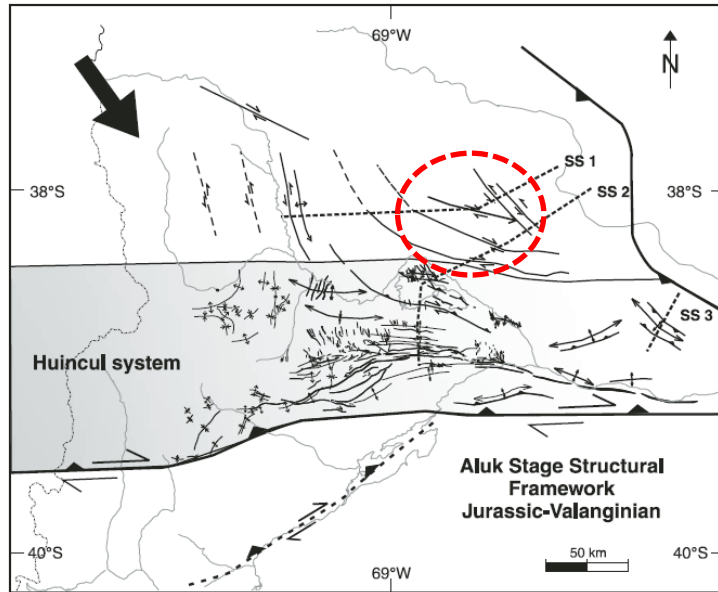 69°W
N
SS 1
38°S
38°S
SS 2
SS 3
Huincul system
Aluk Stage Structural
Framework
Jurassic-Valanginian
40°S
50 km
40°S
69°W